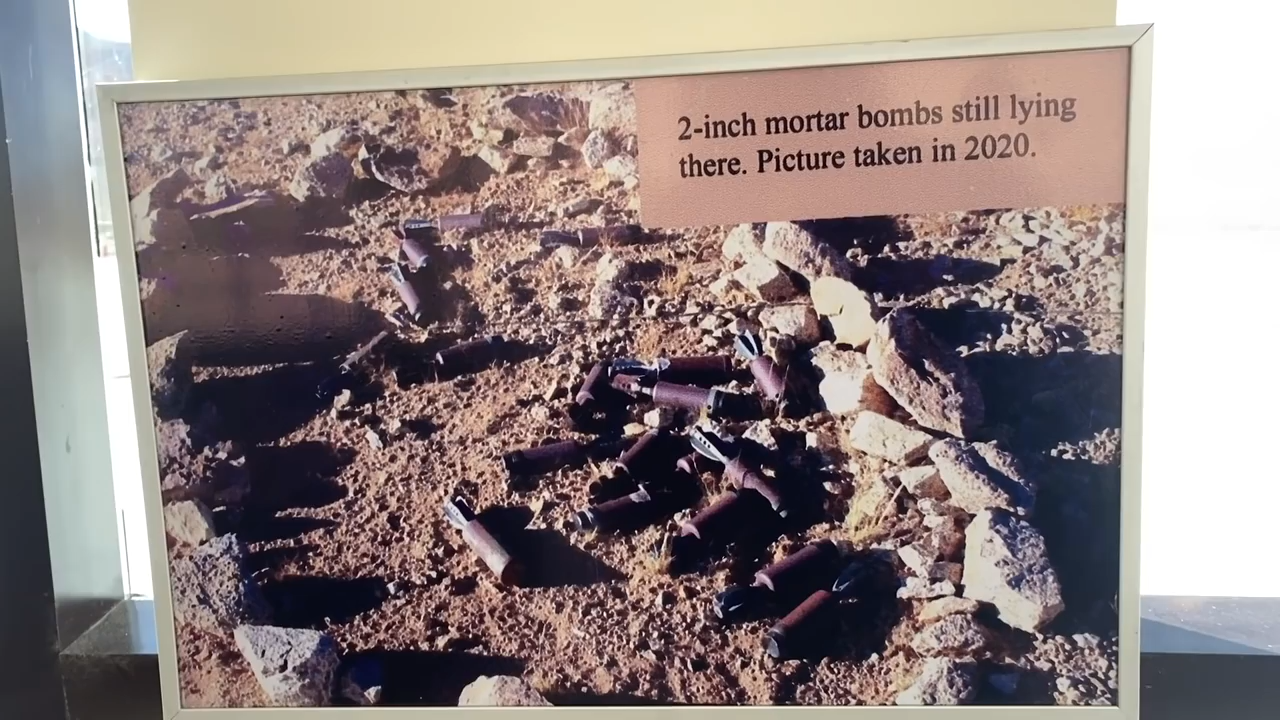 2-inch mortar bombs still lying
there. Picture taken in 2020.